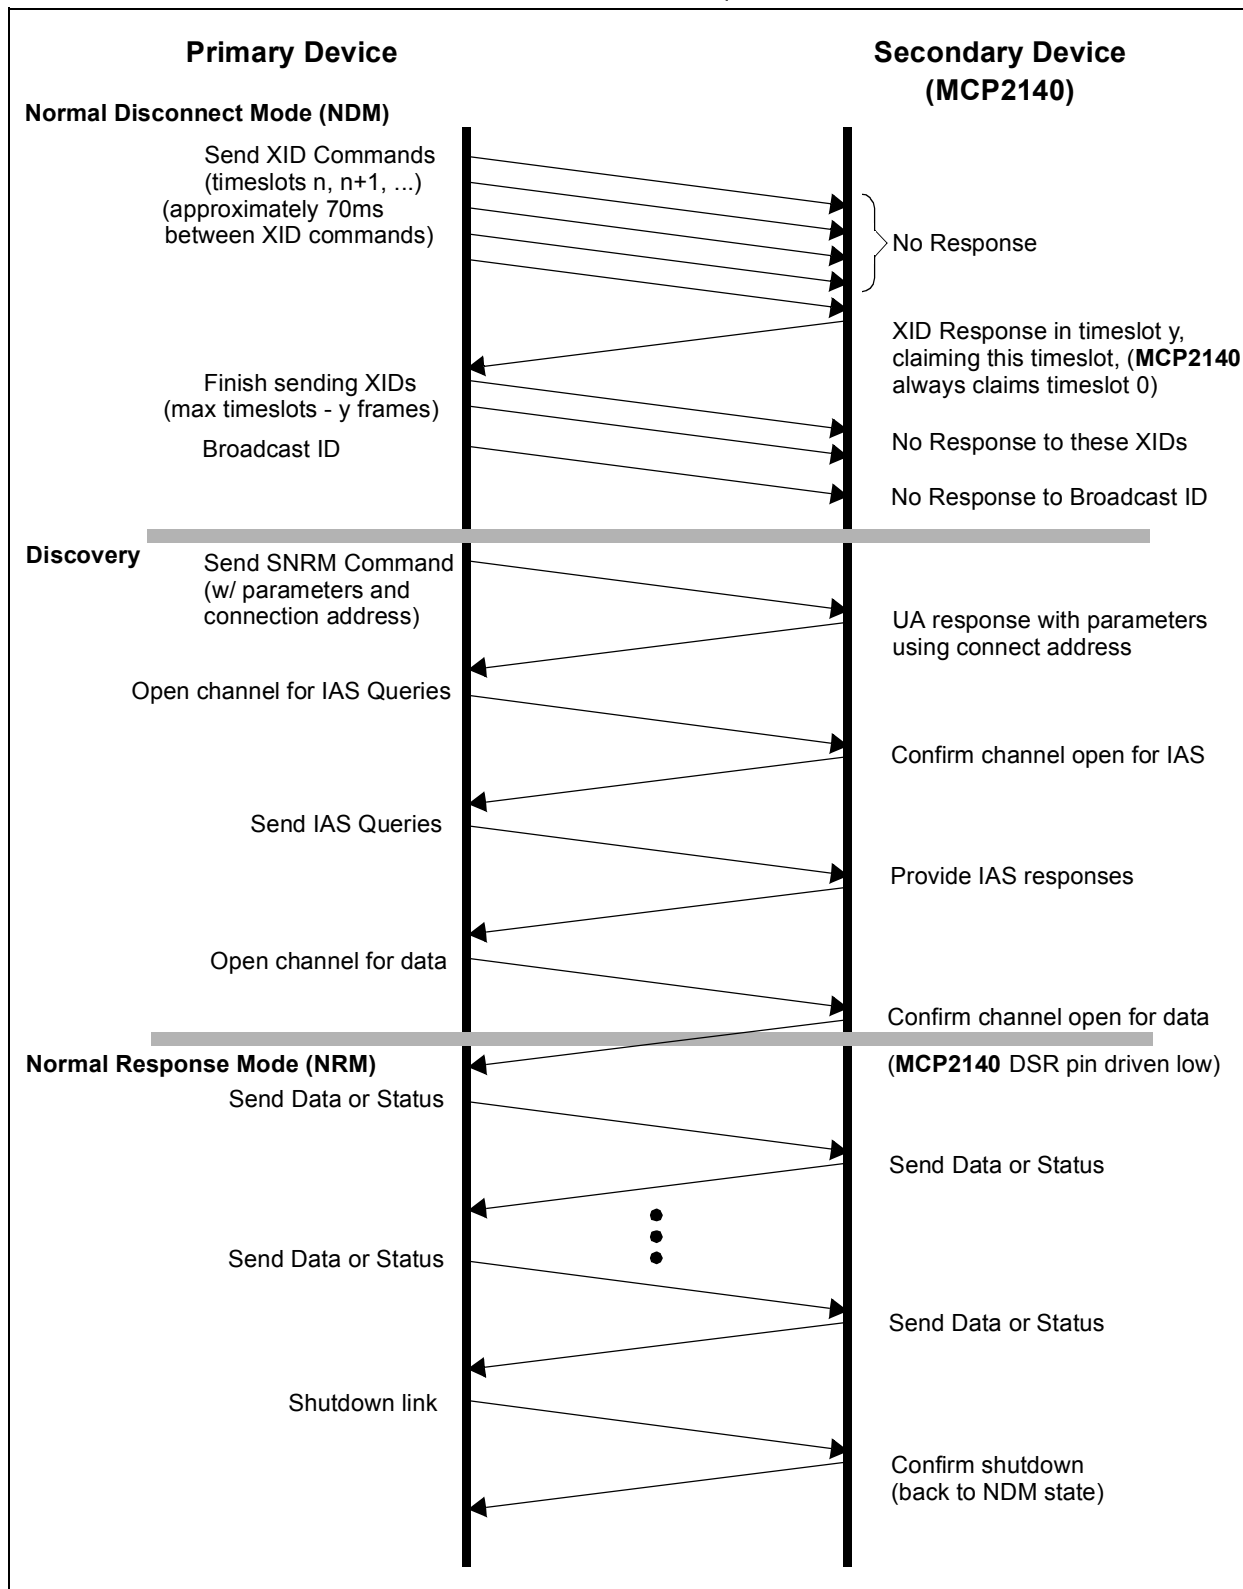 Primary Device
Secondary Device
(MCP2140)
Normal Disconnect Mode (NDM)
Send XID Commands
(timeslots n, n+1, ...)
(approximately 70ms
between XID commands)
No Response
XID Response in timeslot y,
claiming this timeslot, (MCP2140
always claims timeslot 0)
Finish sending XIDs
(max timeslots - y frames)
No Response to these XIDs
Broadcast ID
No Response to Broadcast ID
Discovery
Send SNRM Command
(w/ parameters and
connection address)
UA response with parameters
using connect address
Open channel for IAS Queries
Confirm channel open for IAS
Send IAS Queries
Provide IAS responses
Open channel for data
Confirm channel open for data
(MCP2140 DSR pin driven low)
Normal Response Mode (NRM)
Send Data or Status
Send Data or Status
Send Data or Status
Send Data or Status
Shutdown link
Confirm shutdown
(back to NDM state)